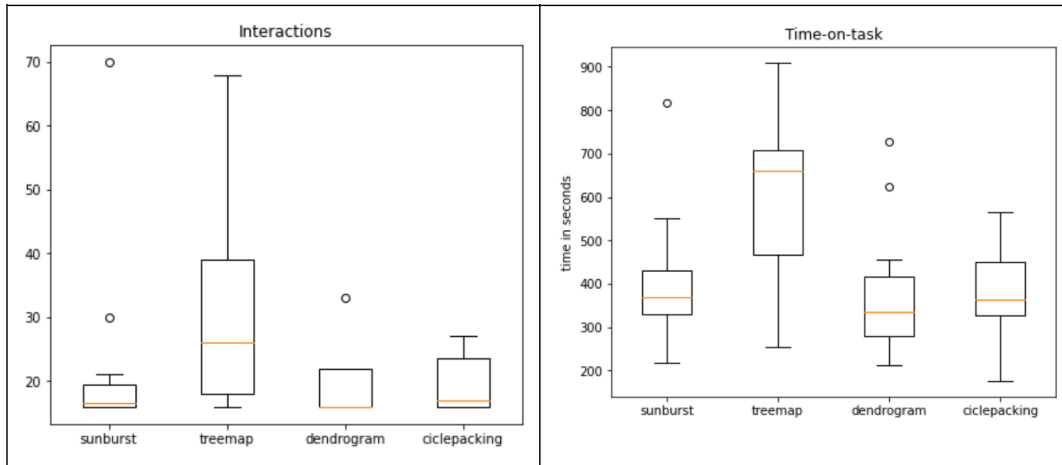 Interactions
70
60
50
40
30
20
sunburst treemap dendrogram ciclepacking
Time-on-task
time in seconds
900
800
700
600
500
400
300
200
sunburst treemap dendrogram ciclepacking